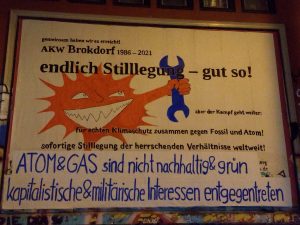 gemeinsam haben wir es erreicht!
AKW Brokdorf 1986 – 2021
endlich Stilllegung – gut so!
aber der Kampf geht weiter:
für echten Klimaschutz zusammen gegen Fossil und Atom!
sofortige Stilllegung der herrschenden Verhältnisse weltweit!
ATOM&GAS sind nicht nachhaltig & grün
kapitalistische & militärische Interessen entgegentreten